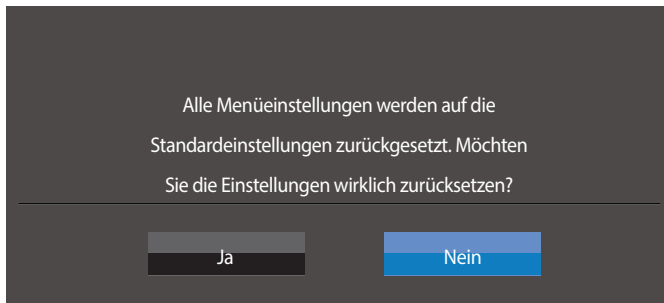 Alle Menüeinstellungen werden auf die
Standardeinstellungen zurückgesetzt. Möchten
Sie die Einstellungen wirklich zurücksetzen?
Ja
Nein